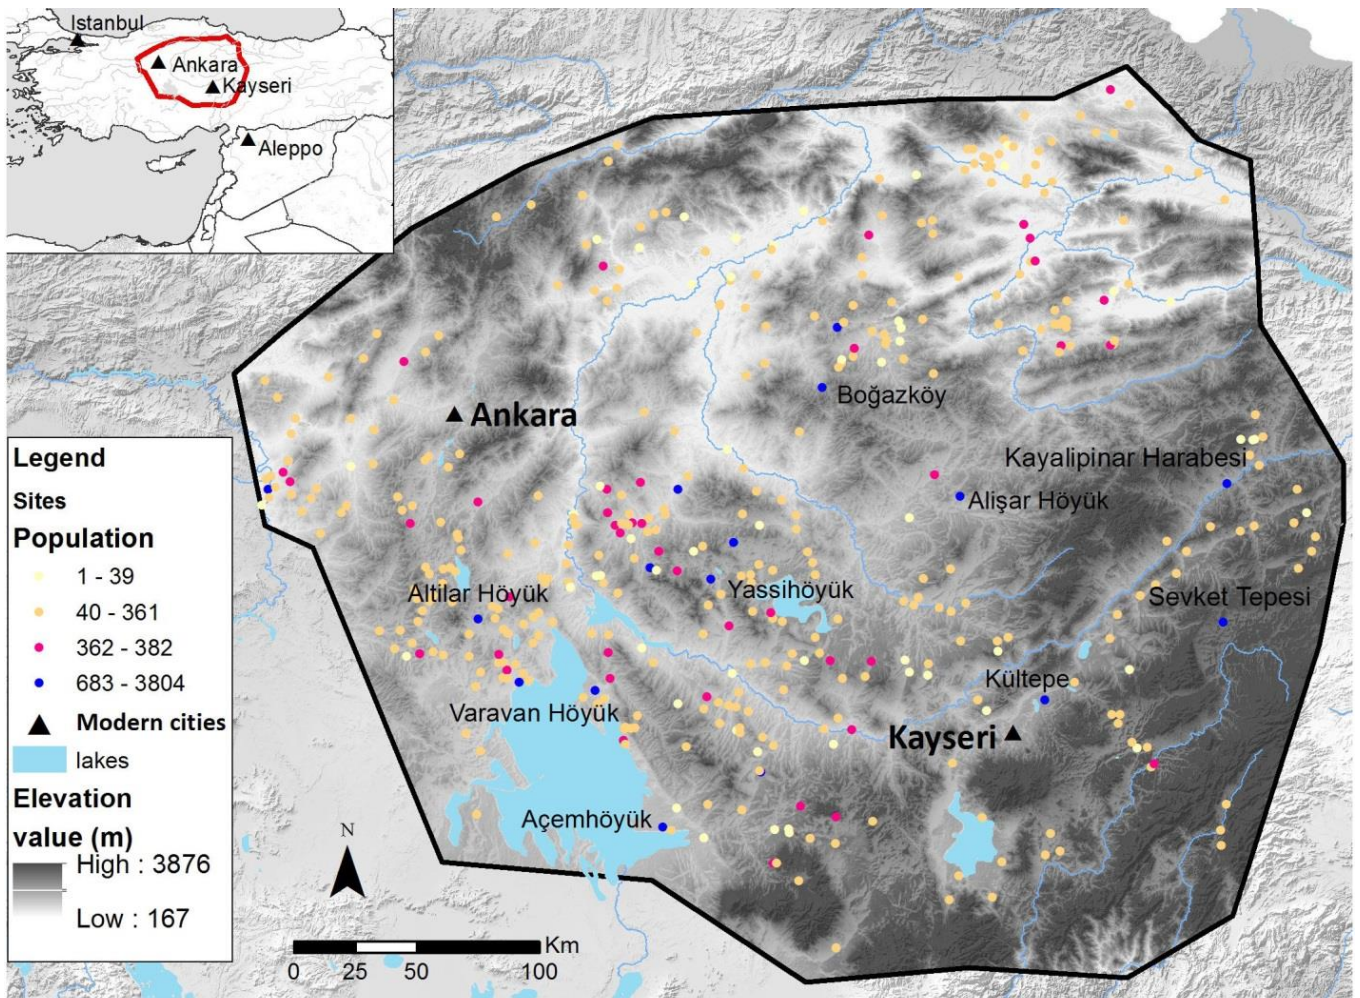 Istanbul
Ankara
Kayseri
Aleppo
Ankara
Boğazköy
Kayalipinar Harabesi
Alişar Höyük
Altilar Höyük
Yassihöyük
Sevket Tepesi
Kültepe
Varavan Höyük
Kayseri
Açemhöyük
Legend
Sites
Population
1 - 39
40 - 361
362 - 382
683 - 3804
Modern cities
lakes
Elevation
value (m)
High : 3876
Low : 167
N
Km
0 25 50 100